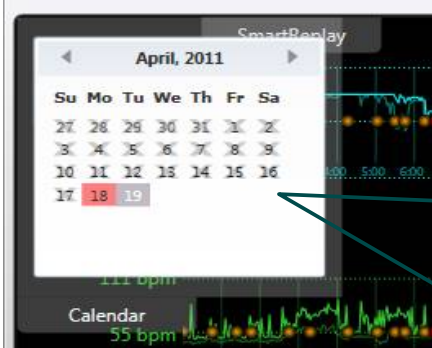 SmartReplay
April, 2011
Su Mo Tu We Th Fr Sa
27 28 29 30 31 1 2
3 4 5 6 7 8 9
10 11 12 13 14 15 16
17 18 19
4:00 5:00 6:00
111 bpm
Calendar
55 bpm